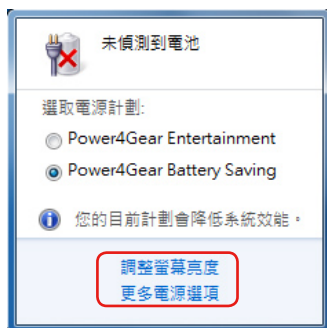 未偵測到電池
選取電源計劃:
Power4Gear Entertainment
Power4Gear Battery Saving
您的目前計劃會降低系統效能。
調整螢幕亮度
更多電源選項